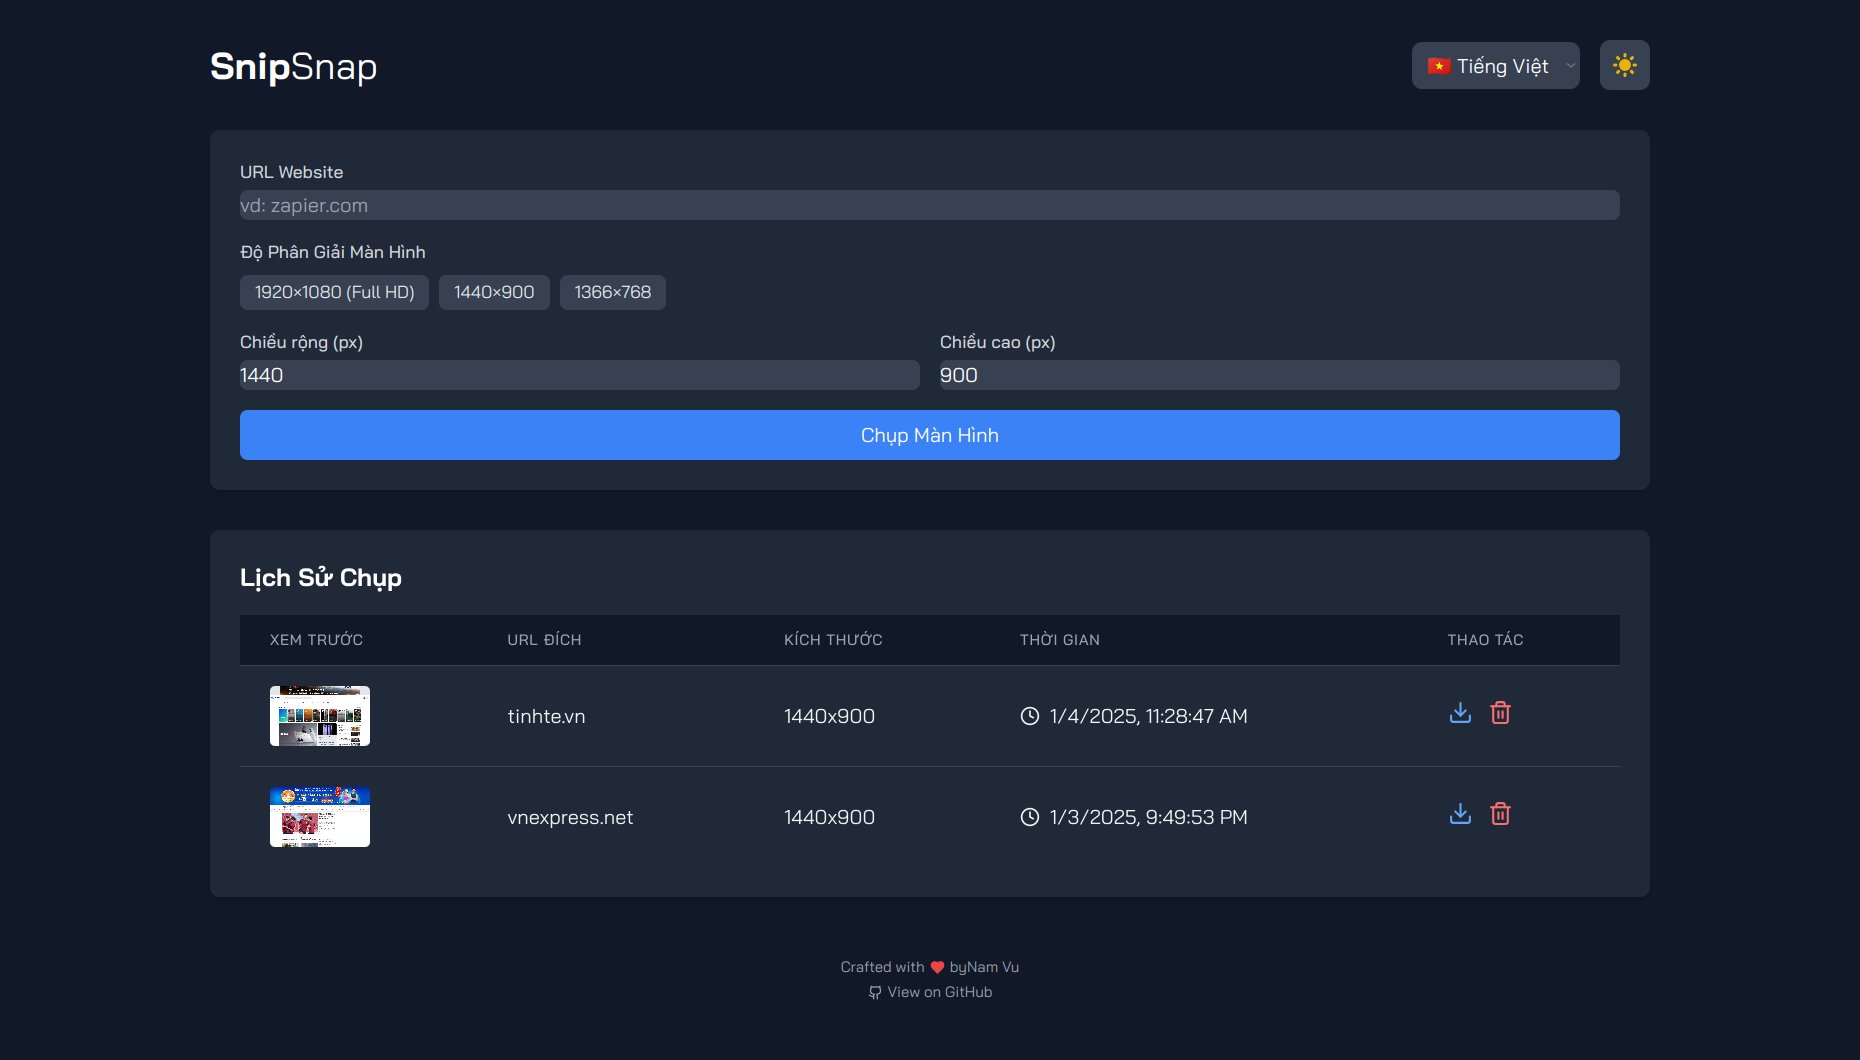 SnipSnap
Tiếng Việt
URL Website
vd: zapier.com
Độ Phân Giải Màn Hình
1920×1080 (Full HD) 1440×900 1366×768
Chiều rộng (px) Chiều cao (px)
1440 900
Chụp Màn Hình
Lịch Sử Chụp
XEM TRƯỚC URL ĐÍCH KÍCH THƯỚC THỜI GIAN THAO TÁC
tinhte.vn 1440x900 1/4/2025, 11:28:47 AM
vnexpress.net 1440x900 1/3/2025, 9:49:53 PM
Crafted with ❤ byNam Vu
View on GitHub